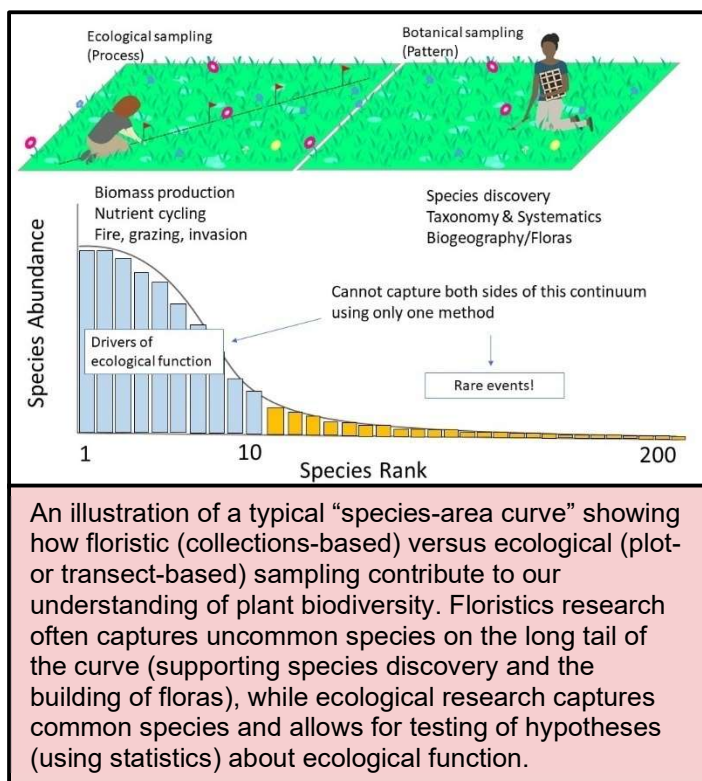 Ecological sampling
(Process)
Botanical sampling
(Pattern)
Biomass production
Nutrient cycling
Fire, grazing, invasion
Species discovery
Taxonomy & Systematics
Biogeography/Floras
Species Abundance
Cannot capture both sides of this continuum
using only one method
Drivers of
ecological function
Rare events!
1
10
200
Species Rank
An illustration of a typical “species-area curve” showing
how floristic (collections-based) versus ecological (plot-
or transect-based) sampling contribute to our
understanding of plant biodiversity. Floristics research
often captures uncommon species on the long tail of
the curve (supporting species discovery and the
building of floras), while ecological research captures
common species and allows for testing of hypotheses
(using statistics) about ecological function.